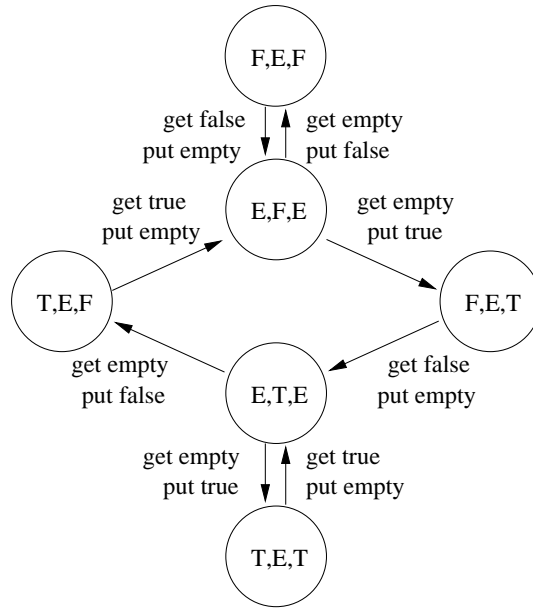 F,E,F
get false
put empty
get empty
put false
E,F,E
get true
put empty
get empty
put true
T,E,F
F,E,T
get empty
put false
E,T,E
get false
put empty
get empty
put true
get true
put empty
T,E,T